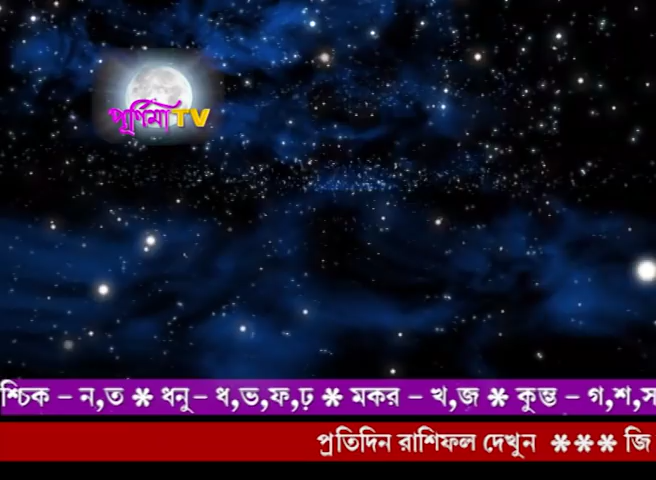 পূর্ণিমা TV
শ্চিক – ন,ত ✱ ধনু– ধ,ভ,ফ,ঢ় ✱ মকর – খ,জ ✱ কুম্ভ – গ,শ,স
প্রতিদিন রাশিফল দেখুন ✱✱✱ জি